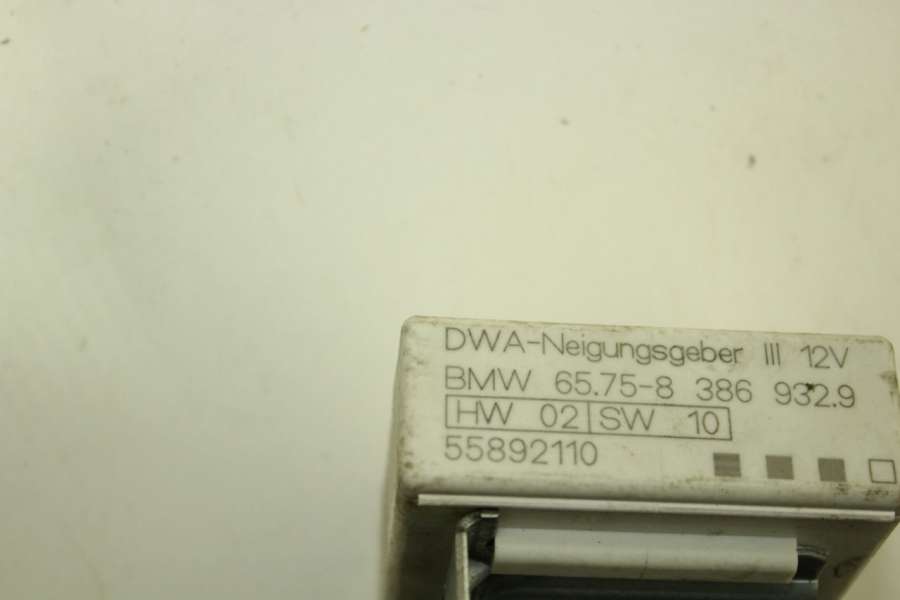 DWA-Neigungsgeber III 12V
BMW 65.75-8 386 932.9
HW 02 SW 10
55892110